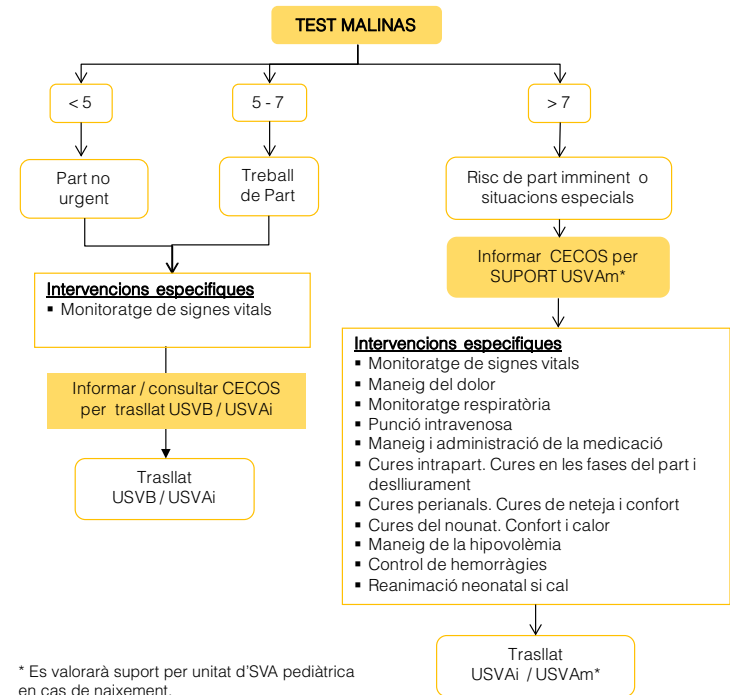 TEST MALINAS
< 5
5 - 7
> 7
Part no
urgent
Treball
de Part
Risc de part imminent o
situacions especials
Informar CECOS per
SUPORT USVAm*
Intervencions especifiques
▪ Monitoratge de signes vitals
Informar / consultar CECOS
per trasllat USVB / USVAi
Trasllat
USVB / USVAi
Intervencions especifiques
▪ Monitoratge de signes vitals
▪ Maneig del dolor
▪ Monitoratge respiratòria
▪ Punció intravenosa
▪ Maneig i administració de la medicació
▪ Cures intrapart. Cures en les fases del part i
deslliurament
▪ Cures perianals. Cures de neteja i confort
▪ Cures del nounat. Confort i calor
▪ Maneig de la hipovolèmia
▪ Control de hemorràgies
▪ Reanimació neonatal si cal
Trasllat
USVAi / USVAm*
* Es valorarà suport per unitat d'SVA pediàtrica
en cas de naixement.